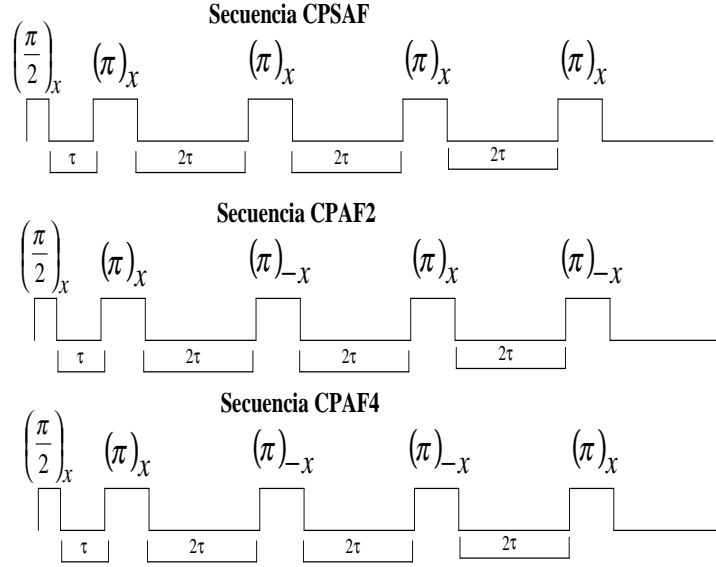 Secuencia CPSAF
(π/2)ₓ (π)ₓ (π)ₓ (π)ₓ (π)ₓ
τ 2τ 2τ 2τ
Secuencia CPAF2
(π/2)ₓ (π)ₓ (π)₋ₓ (π)ₓ (π)₋ₓ
τ 2τ 2τ 2τ
Secuencia CPAF4
(π/2)ₓ (π)ₓ (π)₋ₓ (π)₋ₓ (π)ₓ
τ 2τ 2τ 2τ